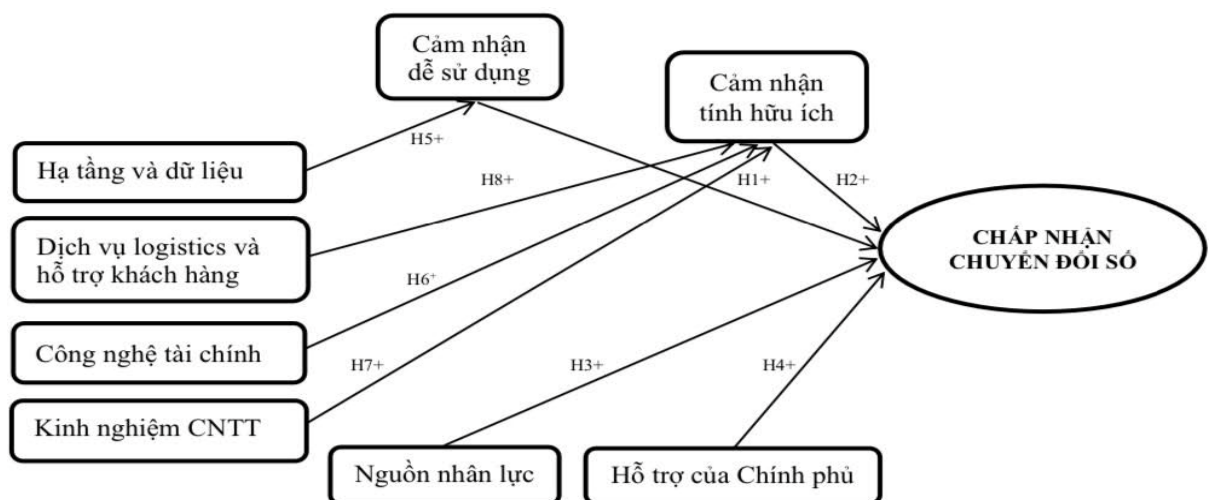 Cảm nhận
dễ sử dụng
Cảm nhận
tính hữu ích
H5+
Hạ tầng và dữ liệu
H8+
H1+
H2+
Dịch vụ logistics và
hỗ trợ khách hàng
CHẤP NHẬN
CHUYỂN ĐỔI SỐ
H6+
Công nghệ tài chính
H7+
H3+
H4+
Kinh nghiệm CNTT
Nguồn nhân lực
Hỗ trợ của Chính phủ